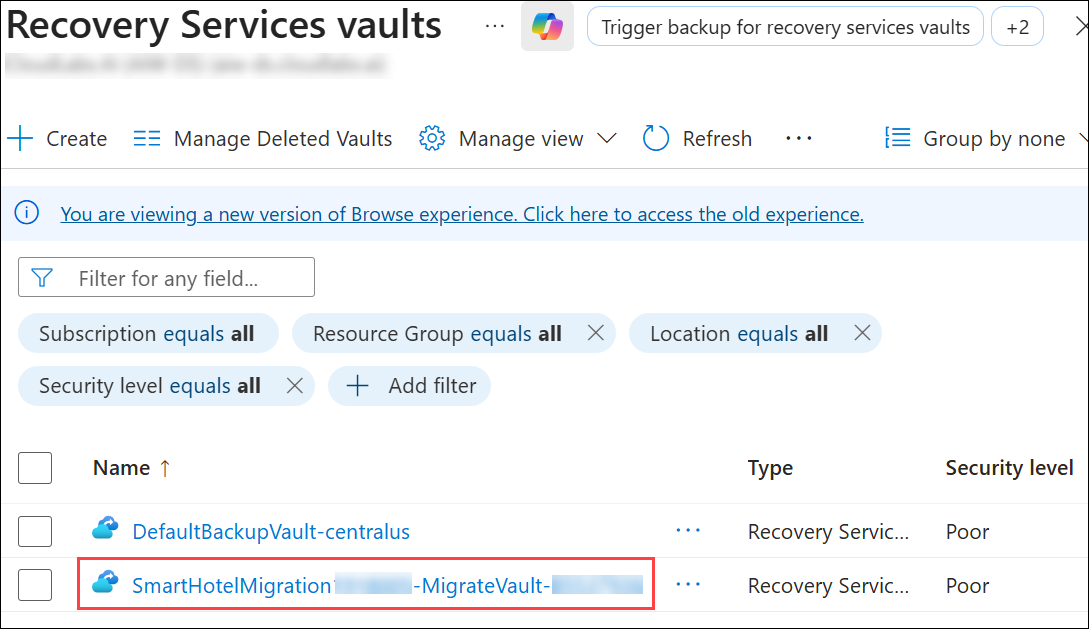 Recovery Services vaults ··· Trigger backup for recovery services vaults +2
Create Manage Deleted Vaults Manage view Refresh ··· Group by none
You are viewing a new version of Browse experience. Click here to access the old experience.
Filter for any field...
Subscription equals all Resource Group equals all Location equals all
Security level equals all Add filter
Name ↑ Type Security level
DefaultBackupVault-centralus ··· Recovery Servic... Poor
SmartHotelMigration -MigrateVault- ··· Recovery Servic... Poor